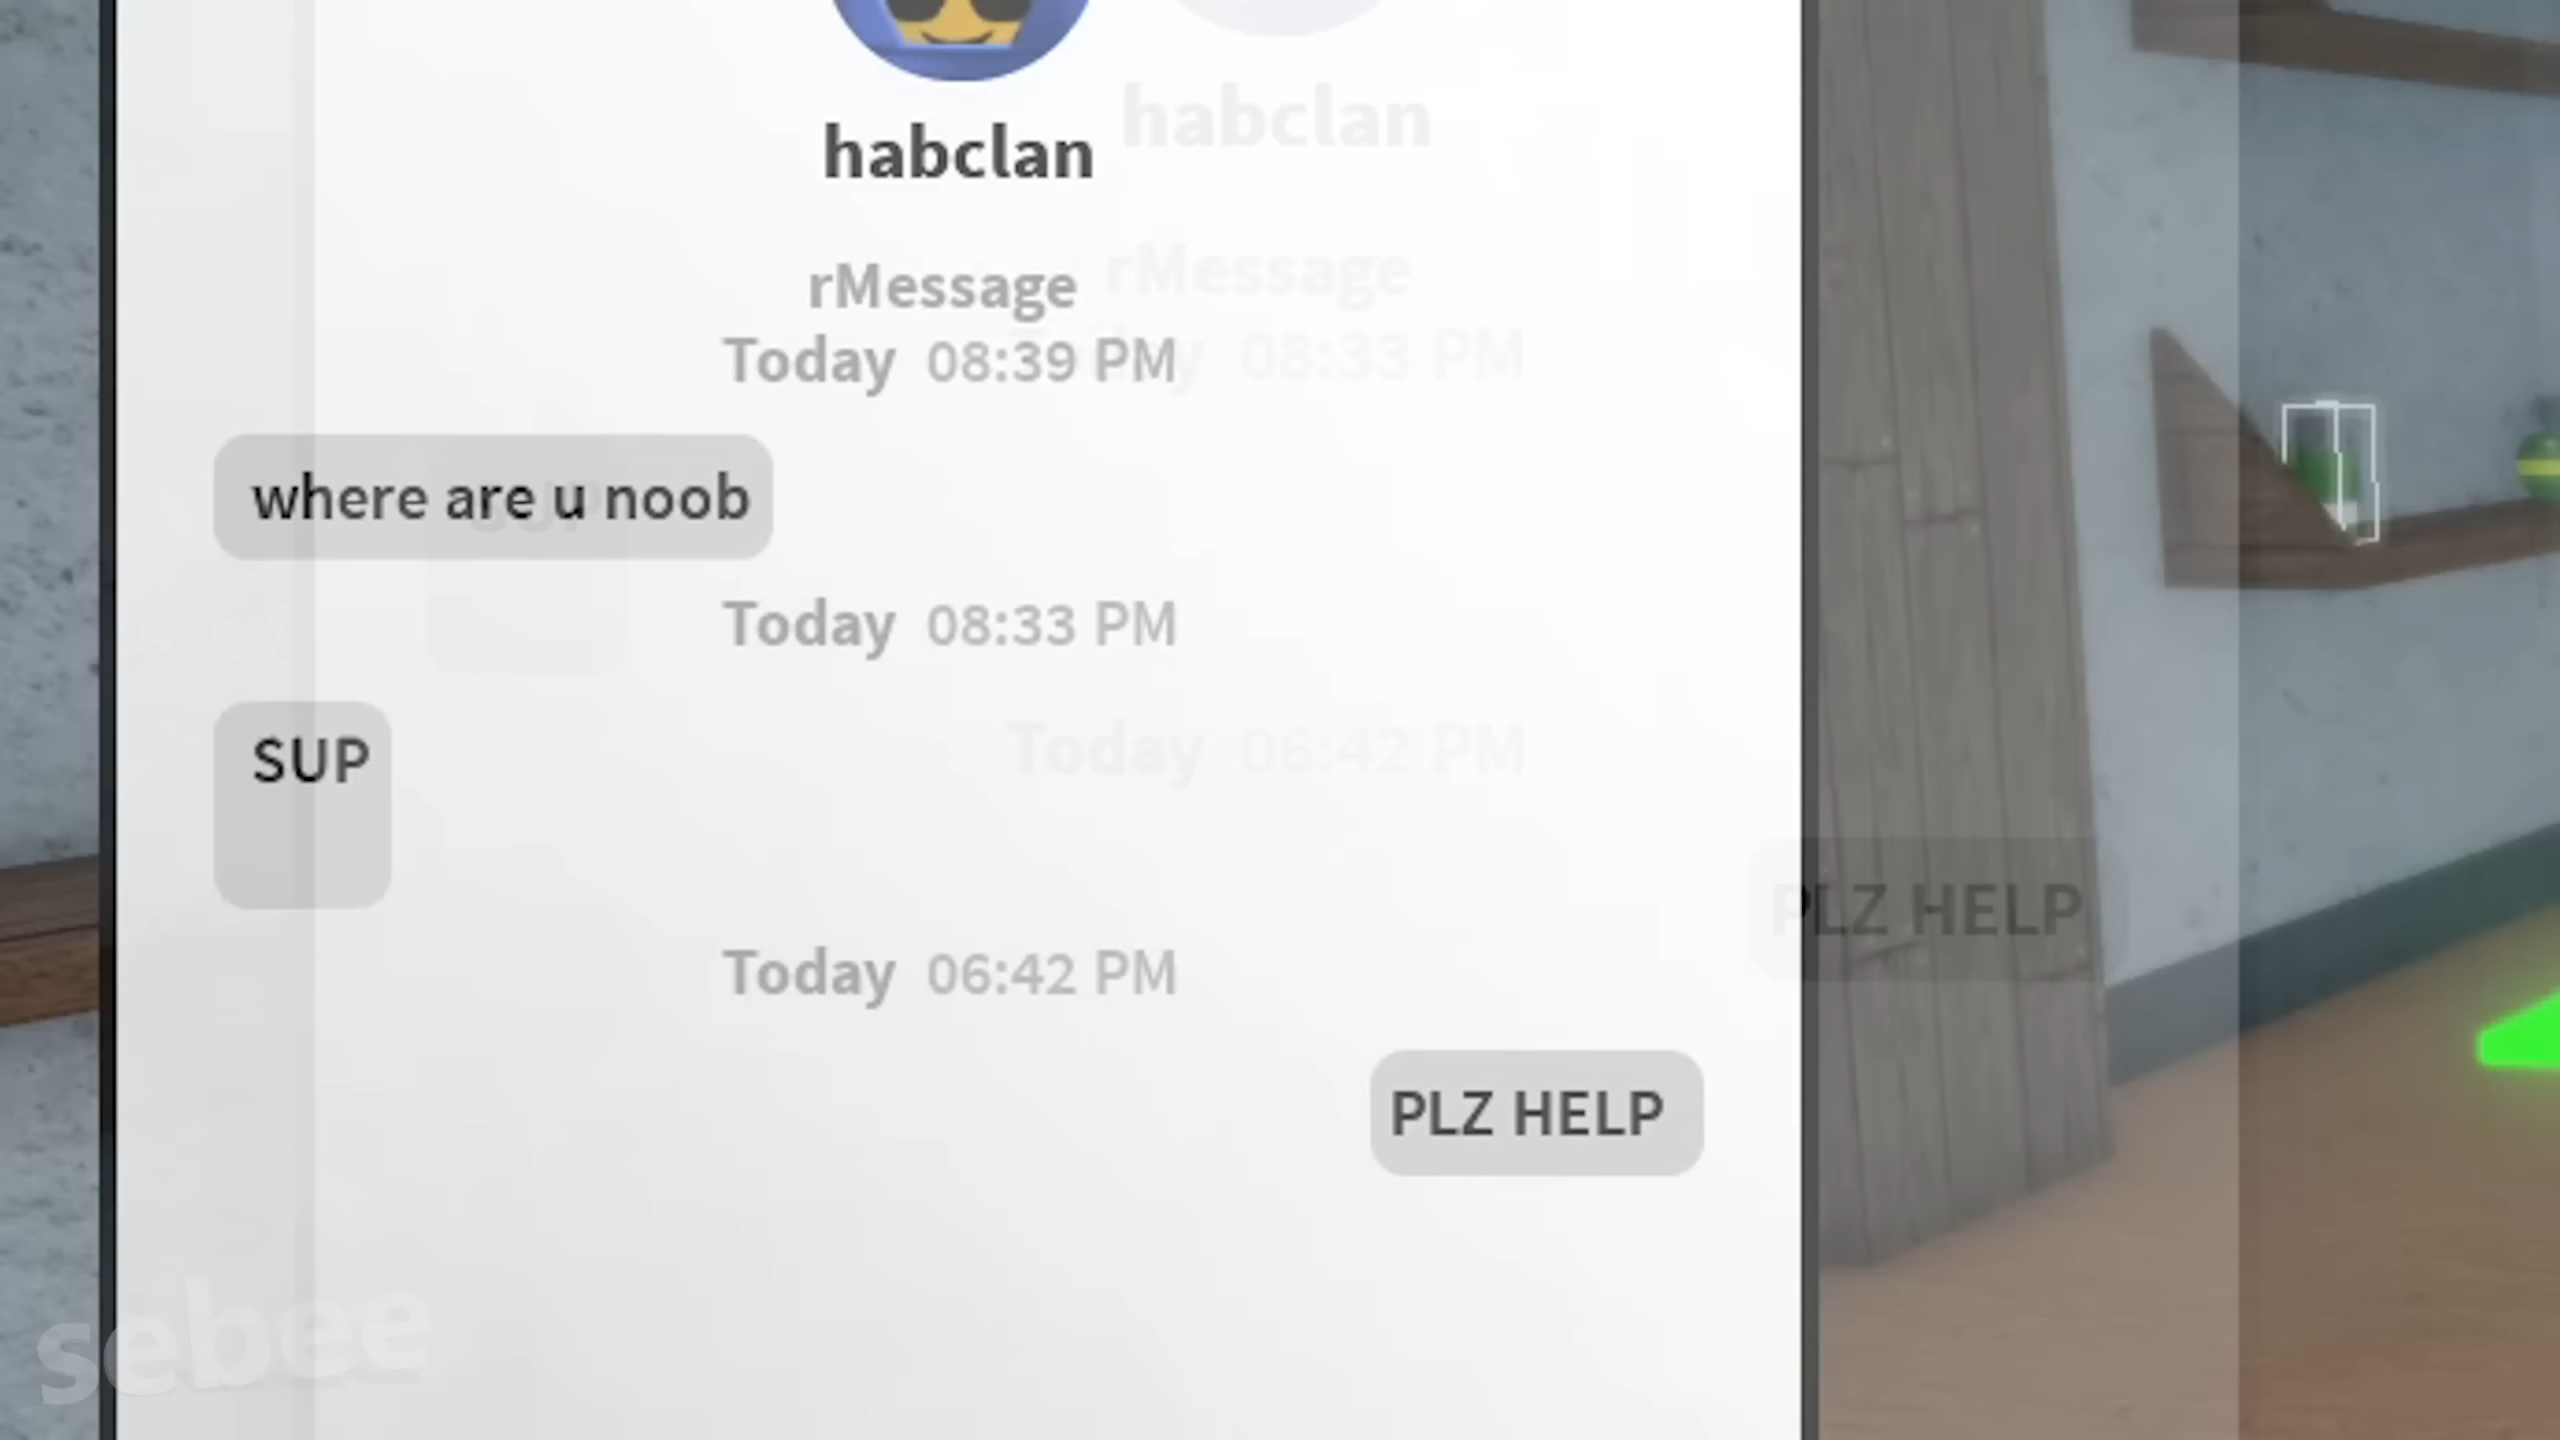 habclan
habclan
rMessage
rMessage
Today 08:39 PM
Today 08:33 PM
where are u noob
SUP
Today 08:33 PM
SUP
Today 06:42 PM
Today 06:42 PM
PLZ HELP
PLZ HELP
sebee